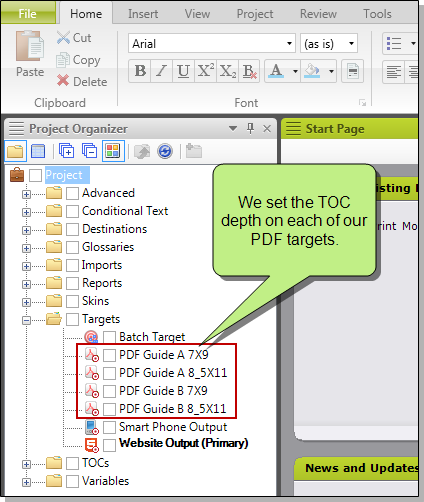 File Home Insert View Project Review Tools
Cut
Copy
Delete
Paste
Clipboard
Arial (as is)
B I U X² X₂ A
Font
Project Organizer
Start Page
Project
Advanced
Conditional Text
Destinations
Glossaries
Imports
Reports
Skins
Targets
Batch Target
PDF Guide A 7X9
PDF Guide A 8_5X11
PDF Guide B 7X9
PDF Guide B 8_5X11
Smart Phone Output
Website Output (Primary)
TOCs
Variables
We set the TOC
depth on each of our
PDF targets.
isting
rint Mo
News and Updates